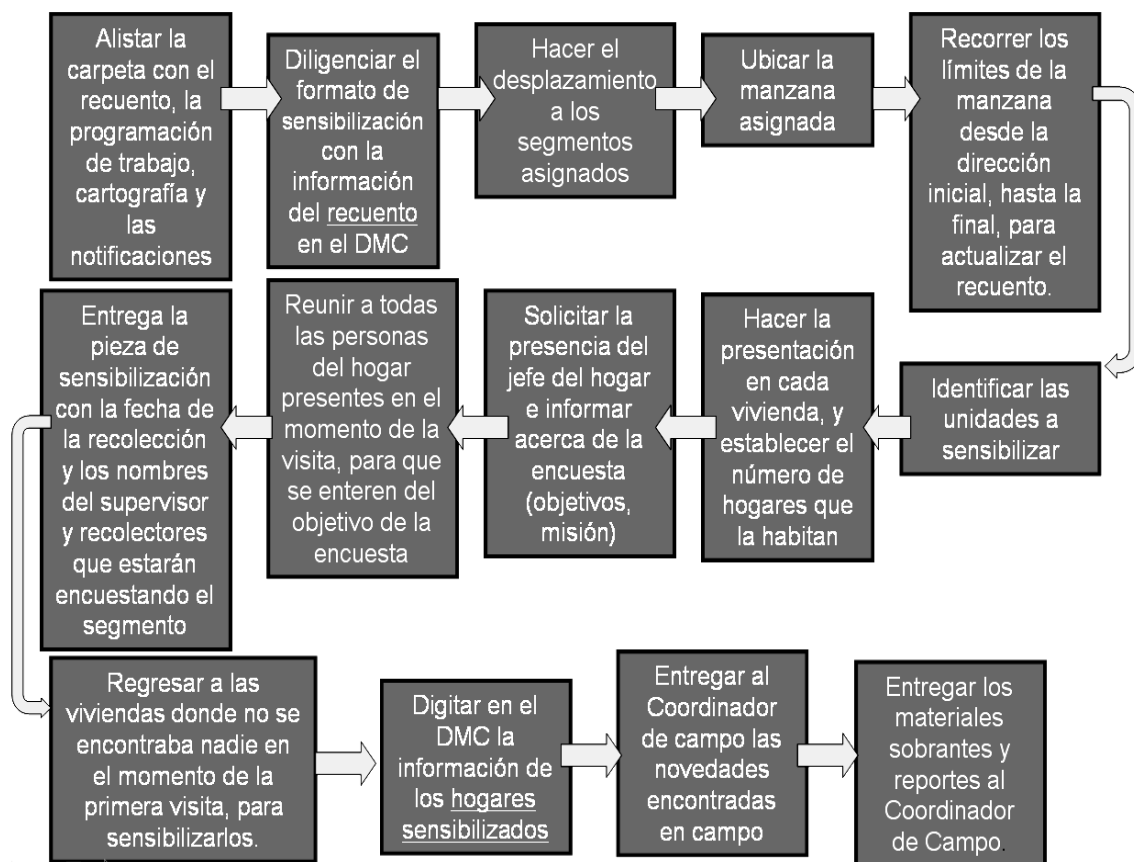 Alistar la
carpeta con el
recuento, la
programación
de trabajo,
cartografía y
las
notificaciones
Diligenciar el
formato de
sensibilización
con la
información
del recuento
en el DMC
Hacer el
desplazamiento
a los
segmentos
asignados
Ubicar la
manzana
asignada
Recorrer los
límites de la
manzana
desde la
dirección
inicial, hasta la
final, para
actualizar el
recuento.
Identificar las
unidades a
sensibilizar
Hacer la
presentación
en cada
vivienda, y
establecer el
número de
hogares que
la habitan
Solicitar la
presencia del
jefe del hogar
e informar
acerca de la
encuesta
(objetivos,
misión)
Reunir a todas
las personas
del hogar
presentes en el
momento de la
visita, para que
se enteren del
objetivo de la
encuesta
Entrega la
pieza de
sensibilización
con la fecha de
la recolección
y los nombres
del supervisor
y recolectores
que estarán
encuestando el
segmento
Regresar a las
viviendas donde no se
encontraba nadie en
el momento de la
primera visita, para
sensibilizarlos.
Digitar en el
DMC la
información de
los hogares
sensibilizados
Entregar al
Coordinador
de campo las
novedades
encontradas
en campo
Entregar los
materiales
sobrantes y
reportes al
Coordinador
de Campo.